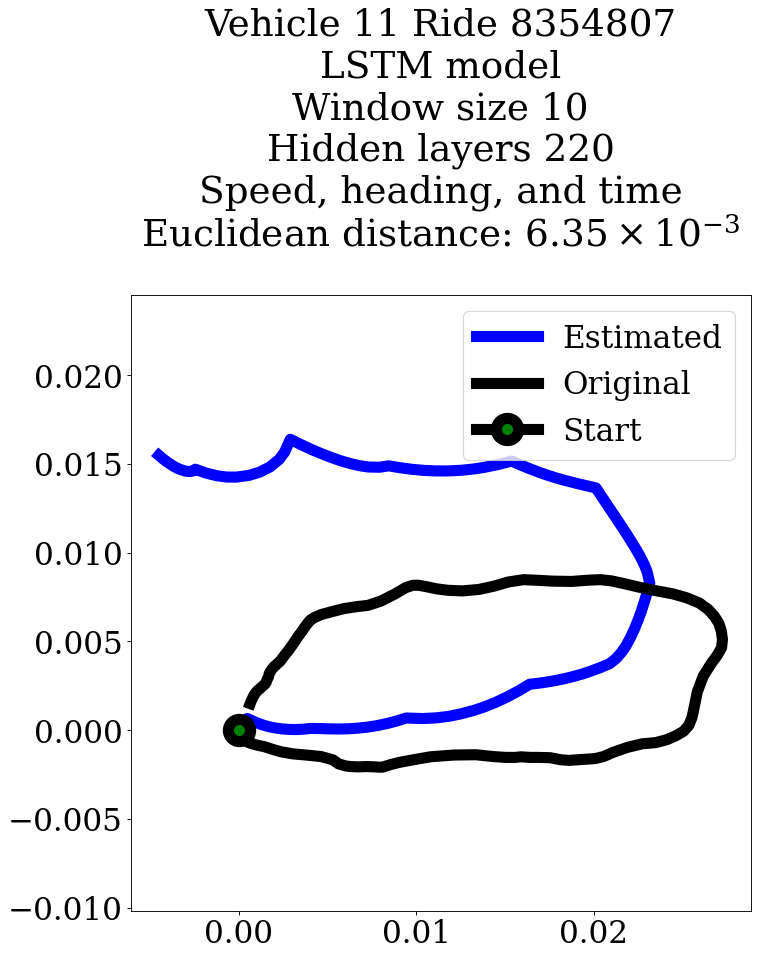 Vehicle 11 Ride 8354807
LSTM model
Window size 10
Hidden layers 220
Speed, heading, and time
Euclidean distance: 6.35 × 10⁻³
Estimated
Original
Start
0.020
0.015
0.010
0.005
0.000
−0.005
−0.010
0.00 0.01 0.02